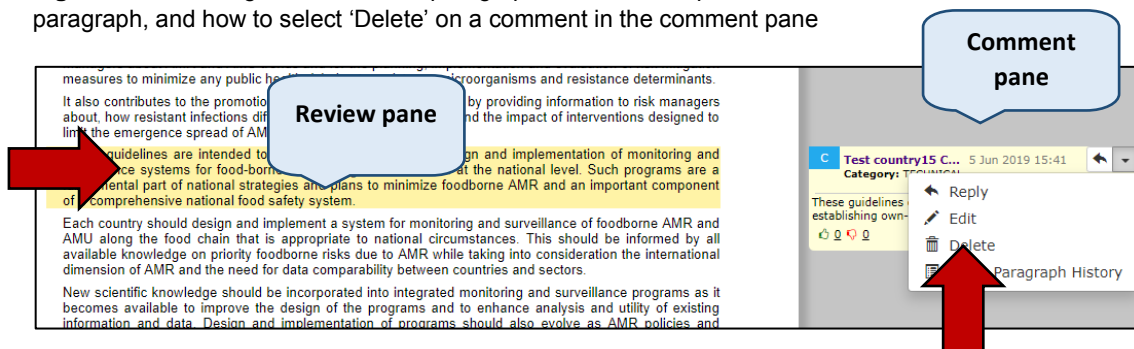 paragraph, and how to select ‘Delete’ on a comment in the comment pane
Comment
pane
Review pane
measures to minimize any public microorganisms and resistance determinants.
It also contributes to the by providing information to risk managers
about, how resistant infections and the impact of interventions designed to
the emergence spread of
guidelines are intended to and implementation of monitoring and
systems for at the national level. Such programs are a
part of national strategies and plans to minimize foodborne AMR and an important component
of comprehensive national food safety system.
Each country should design and implement a system for monitoring and surveillance of foodborne AMR and
AMU along the food chain that is appropriate to national circumstances. This should be informed by all
available knowledge on priority foodborne risks due to AMR while taking into consideration the international
dimension of AMR and the need for data comparability between countries and sectors.
New scientific knowledge should be incorporated into integrated monitoring and surveillance programs as it
becomes available to improve the design of the programs and to enhance analysis and utility of existing
information and data. Design and implementation of programs should also evolve as AMR policies and
C Test country15 C... 5 Jun 2019 15:41
Category:
These guidelines
establishing own-
0 0
Reply
Edit
Delete
Paragraph History